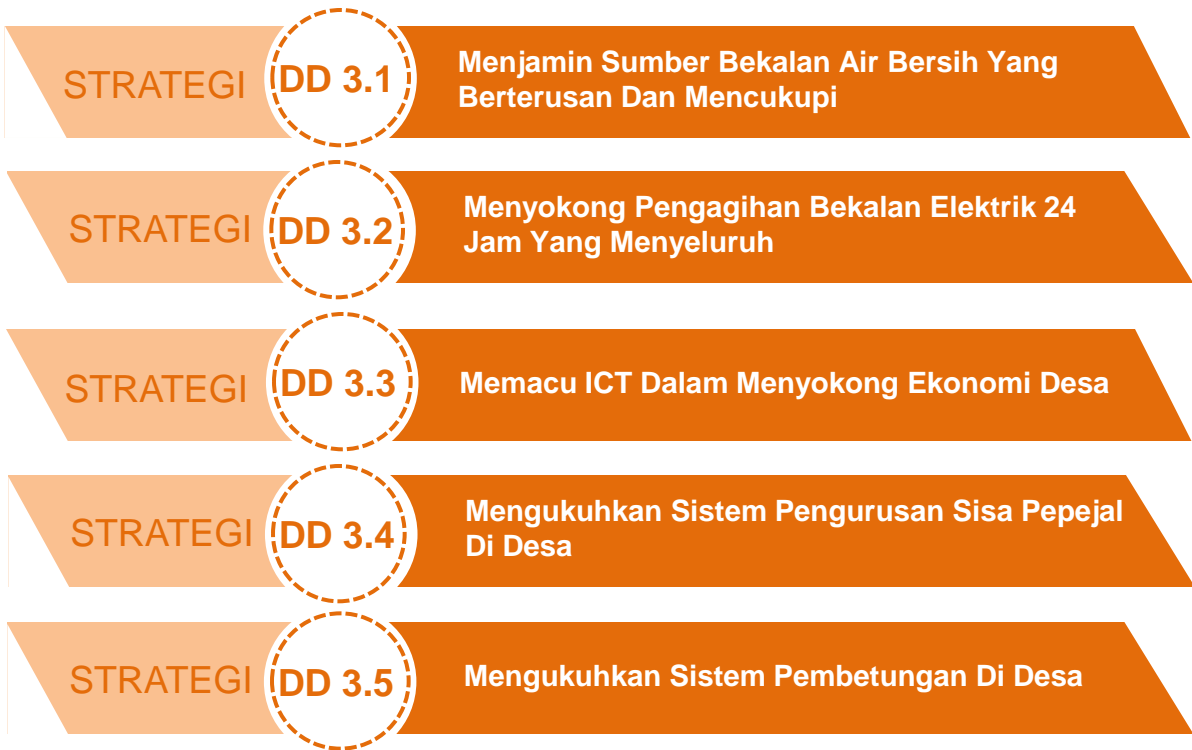 STRATEGI
DD 3.1
Menjamin Sumber Bekalan Air Bersih Yang
Berterusan Dan Mencukupi
STRATEGI
DD 3.2
Menyokong Pengagihan Bekalan Elektrik 24
Jam Yang Menyeluruh
STRATEGI
DD 3.3
Memacu ICT Dalam Menyokong Ekonomi Desa
STRATEGI
DD 3.4
Mengukuhkan Sistem Pengurusan Sisa Pepejal
Di Desa
STRATEGI
DD 3.5
Mengukuhkan Sistem Pembetungan Di Desa